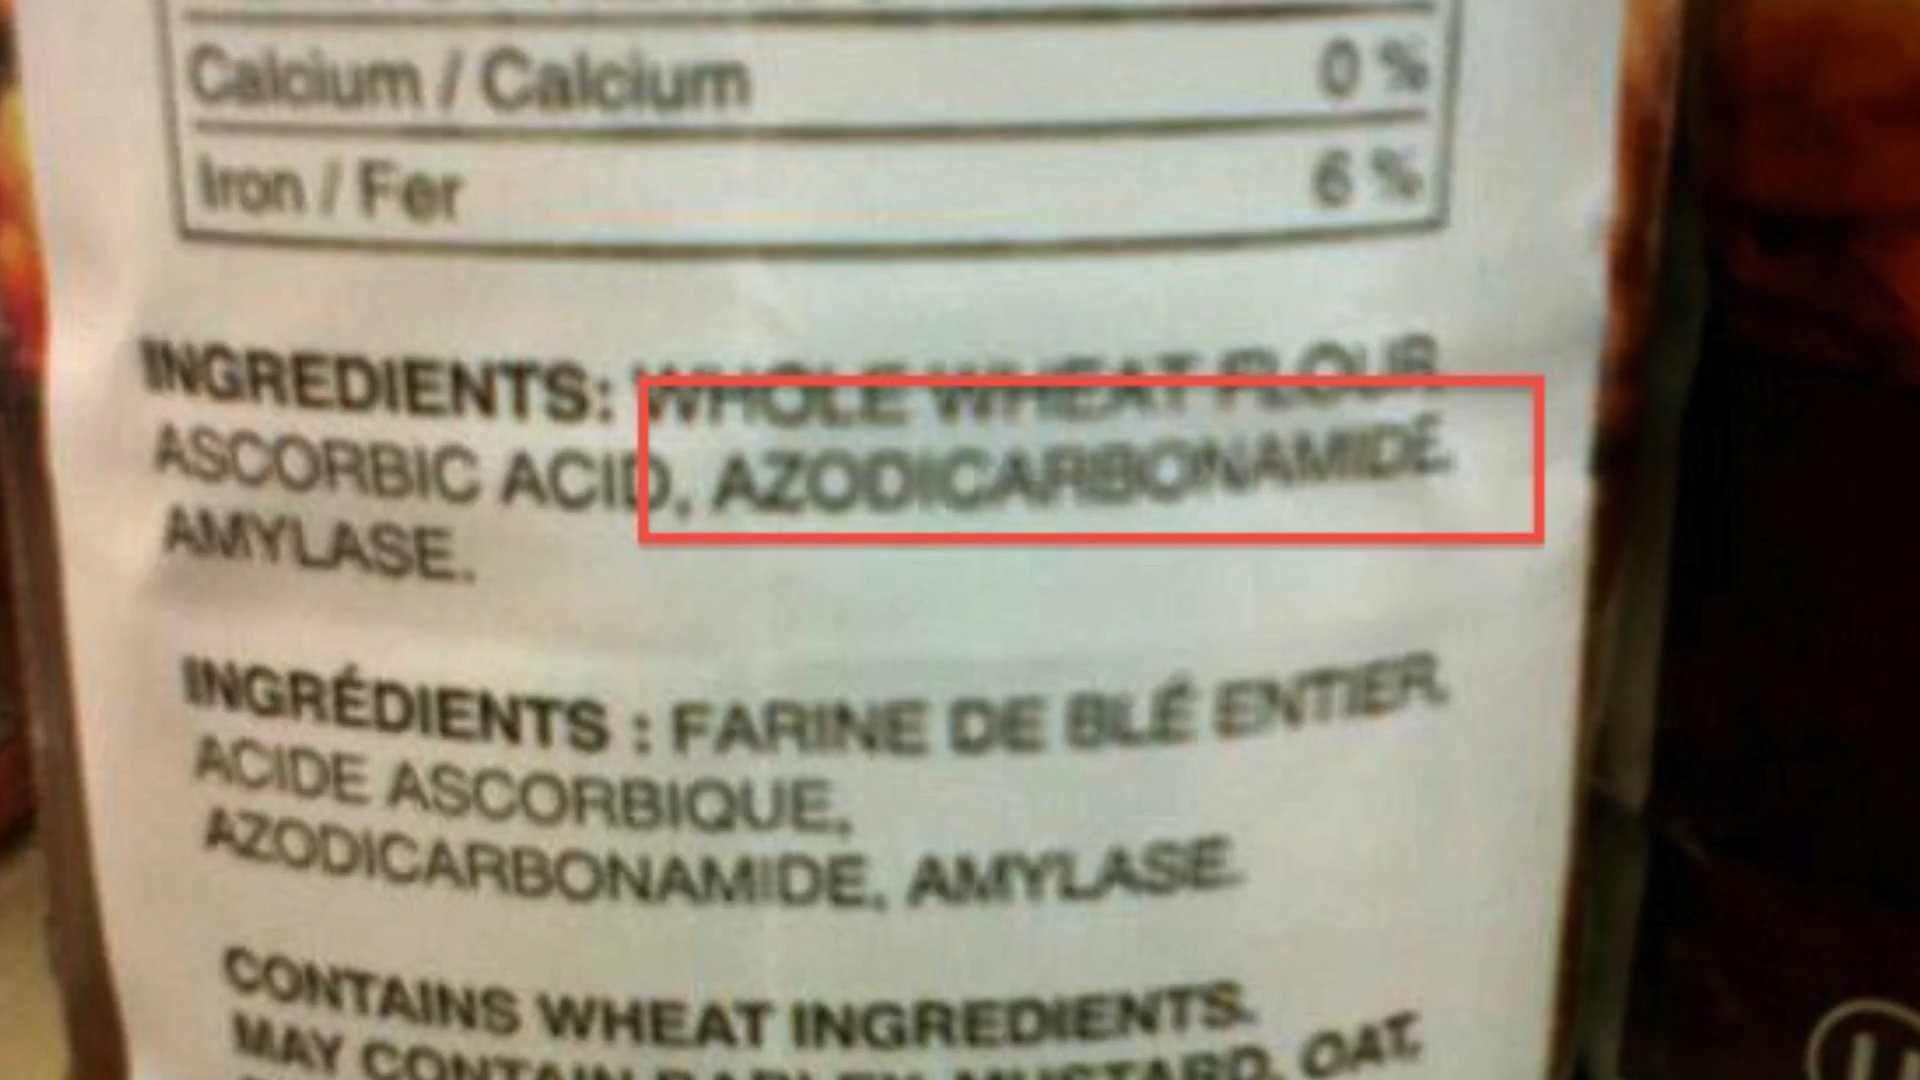 Calcium / Calcium 0 %
Iron / Fer 6 %
INGREDIENTS: WHOLE WHEAT FLOUR
ASCORBIC ACID, AZODICARBONAMIDE,
AMYLASE.
INGRÉDIENTS : FARINE DE BLÉ ENTIER,
ACIDE ASCORBIQUE,
AZODICARBONAMIDE, AMYLASE.
CONTAINS WHEAT INGREDIENTS.
MAY CONTAIN BARLEY, MUSTARD, OAT,
U